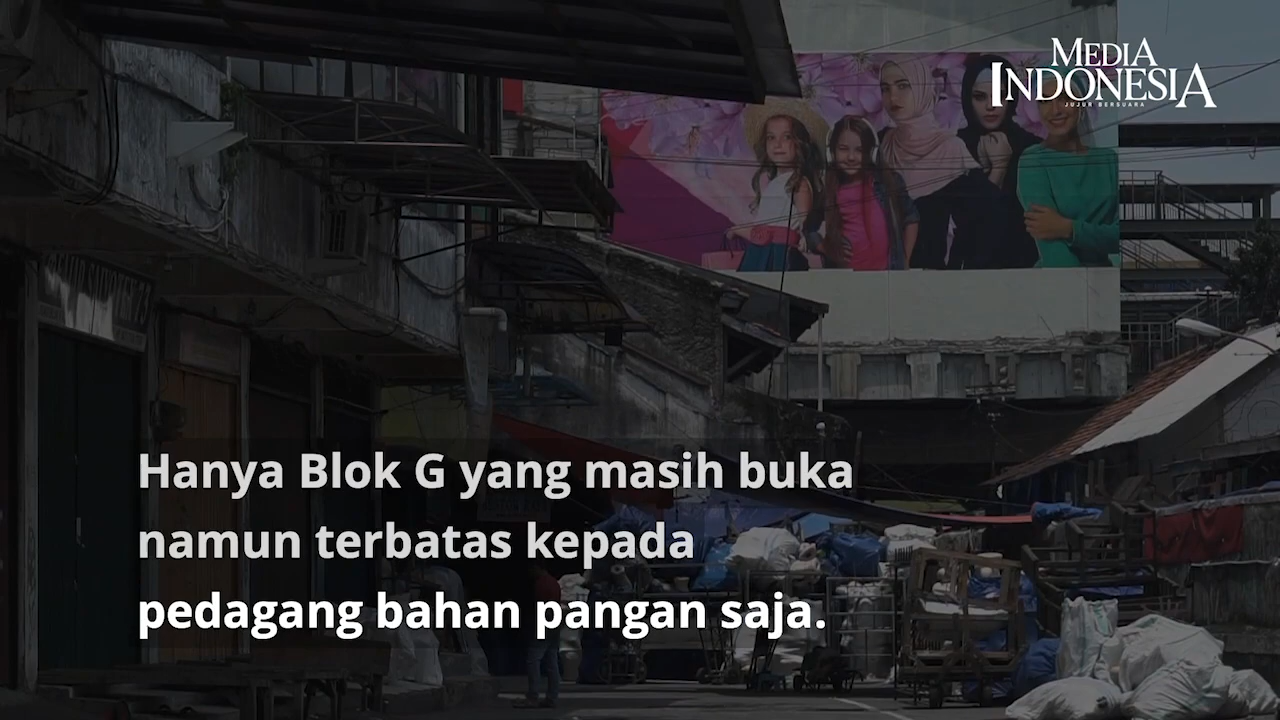 MEDIA
INDONESIA
JUJUR BERSUARA
Hanya Blok G yang masih buka
namun terbatas kepada
pedagang bahan pangan saja.